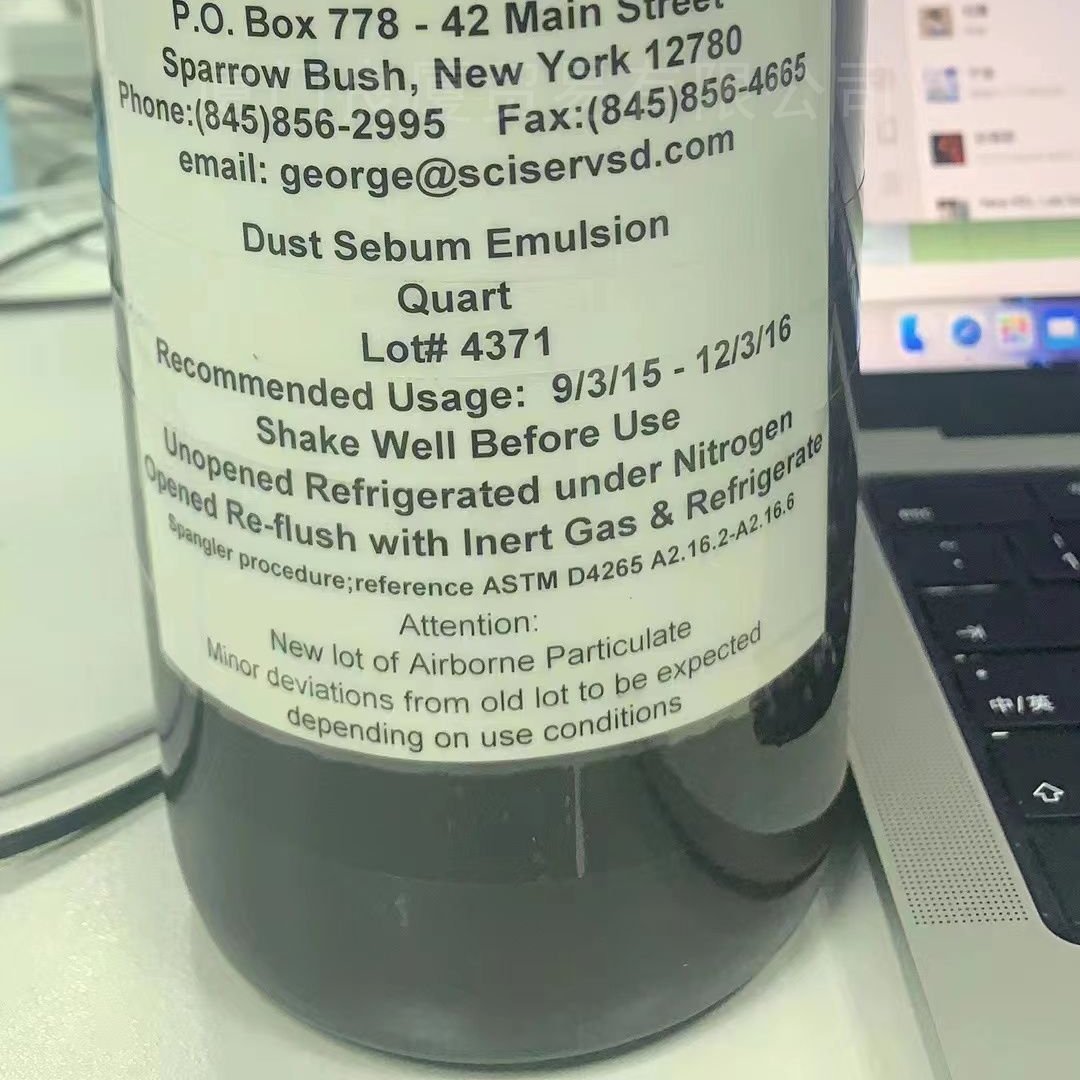 P.O. Box 778 - 42 Main Street
Sparrow Bush, New York 12780
Phone:(845)856-2995 Fax:(845)856-4665
email: george@sciservsd.com
Dust Sebum Emulsion
Quart
Lot# 4371
Recommended Usage: 9/3/15 - 12/3/16
Shake Well Before Use
Unopened Refrigerated under Nitrogen
Opened Re-flush with Inert Gas & Refrigerate
Spangler procedure;reference ASTM D4265 A2.16.2-A2.16.6
Attention:
New lot of Airborne Particulate
Minor deviations from old lot to be expected
depending on use conditions
esc
中/英